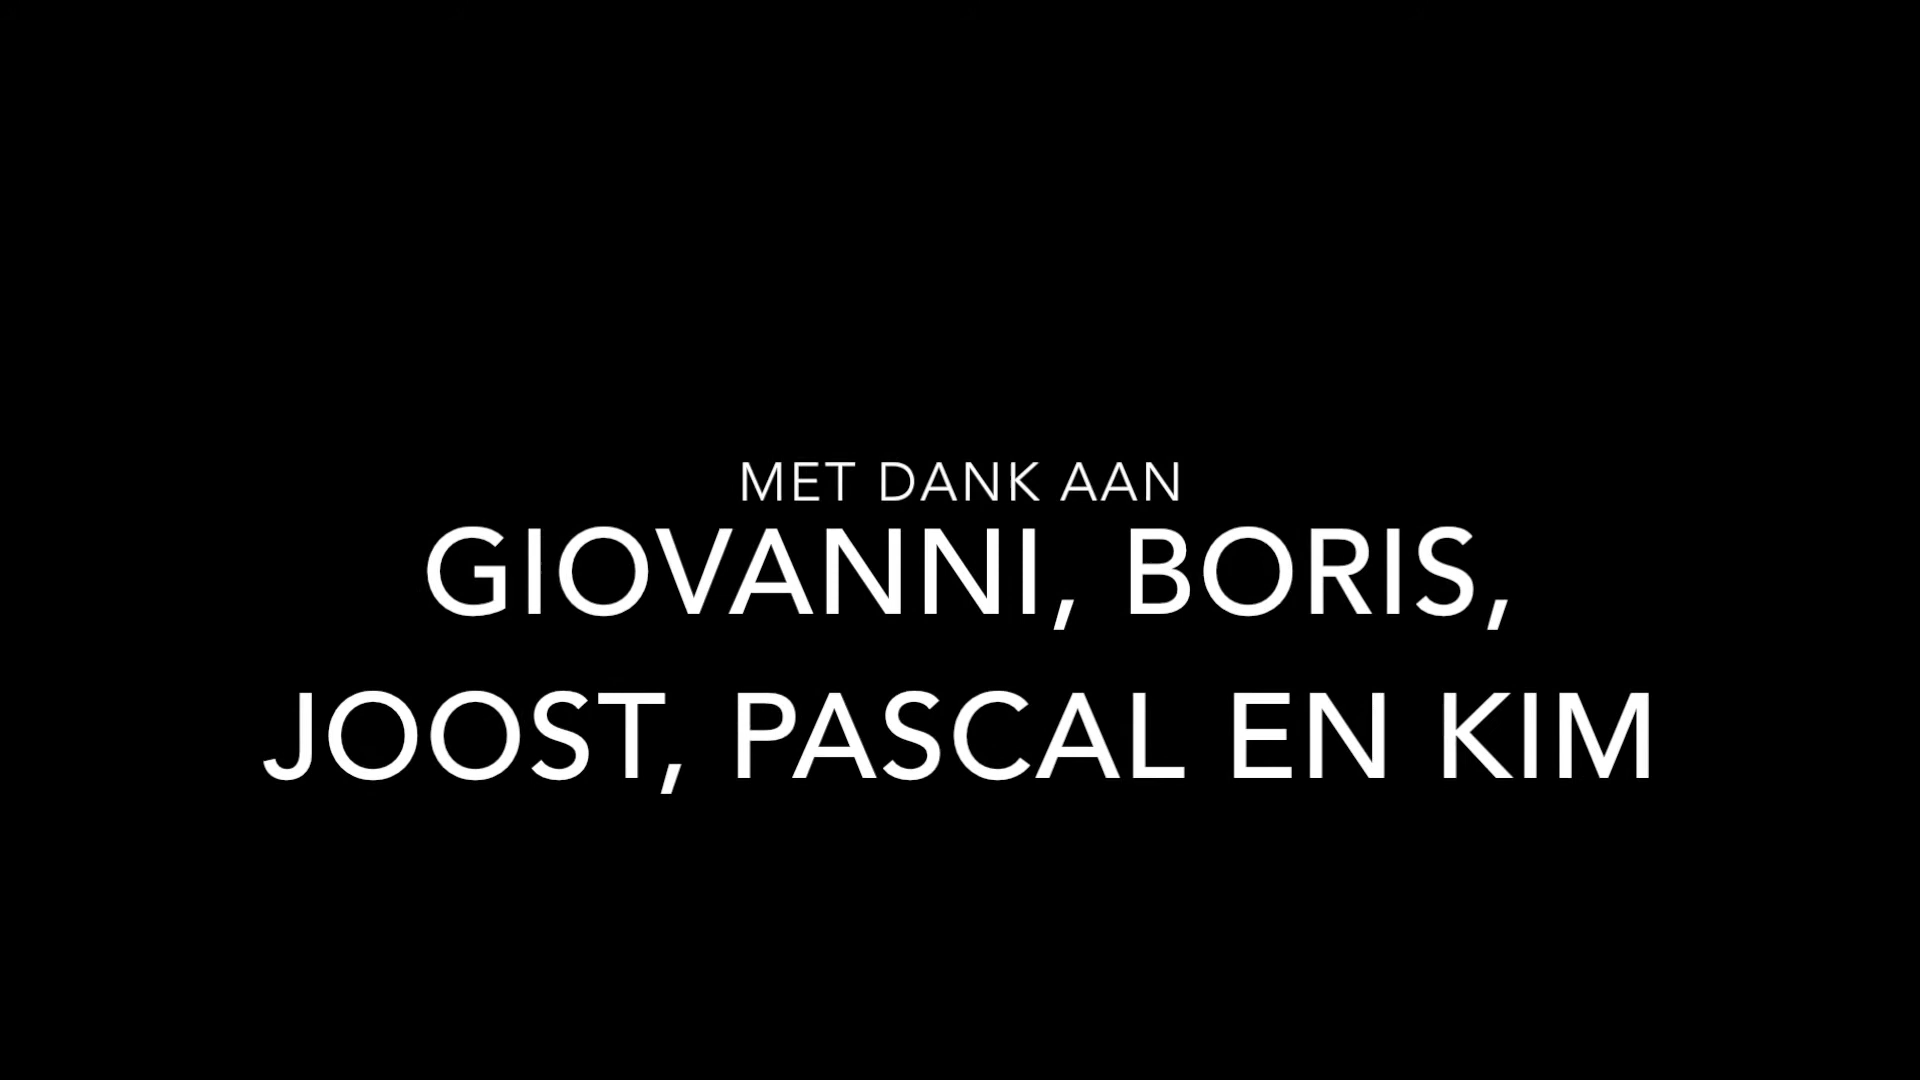 MET DANK AAN
GIOVANNI, BORIS,
JOOST, PASCAL EN KIM